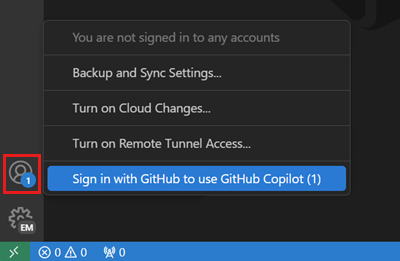 You are not signed in to any accounts
Backup and Sync Settings...
Turn on Cloud Changes...
Turn on Remote Tunnel Access...
1
Sign in with GitHub to use GitHub Copilot (1)
EM
0 0 0